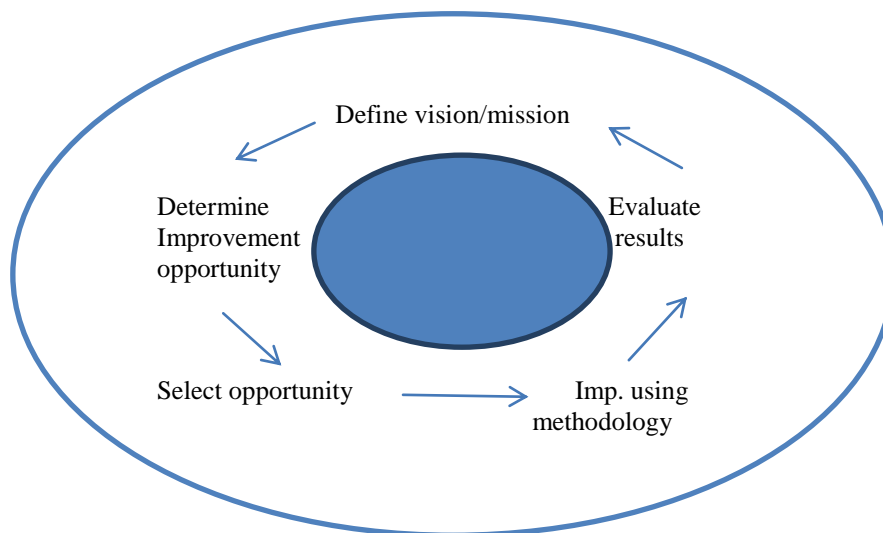 Define vision/mission
Determine
Improvement
opportunity
Evaluate
results
Select opportunity
Imp. using
methodology